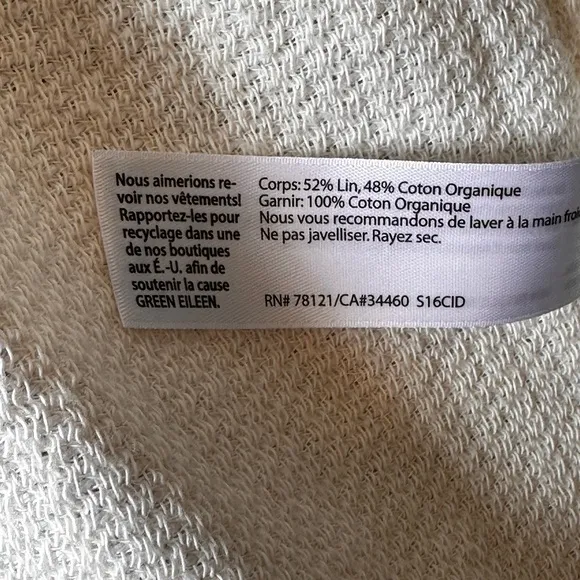 Nous aimerions re-
voir nos vêtements!
Rapportez-les pour
recyclage dans une
de nos boutiques
aux É.-U. afin de
soutenir la cause
GREEN EILEEN.
Corps: 52% Lin, 48% Coton Organique
Garnir: 100% Coton Organique
Nous vous recommandons de laver à la main froi
Ne pas javelliser. Rayez sec.
RN# 78121/CA#34460 S16CID